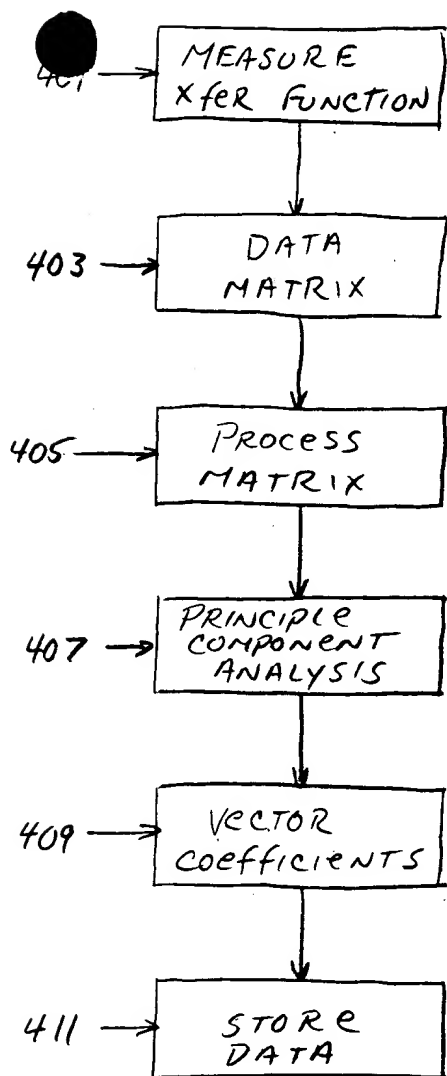 MEASURE
XfeR FUNCTION
403
DATA
MATRIX
405
PROCESS
MATRIX
407
PRINCIPLE
COMPONENT
ANALYSIS
409
VECTOR
COEFFICIENTS
411
STORE
DATA